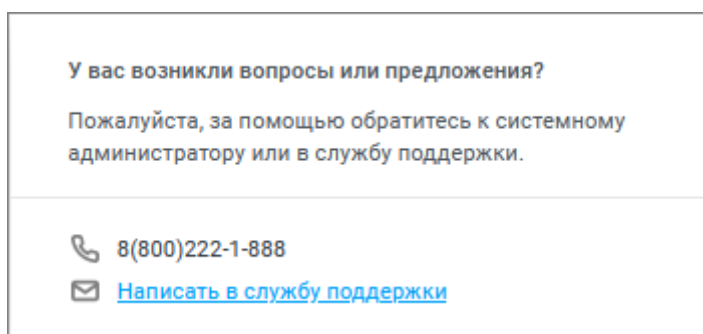 У вас возникли вопросы или предложения?
Пожалуйста, за помощью обратитесь к системному
администратору или в службу поддержки.
8(800)222-1-888
Написать в службу поддержки